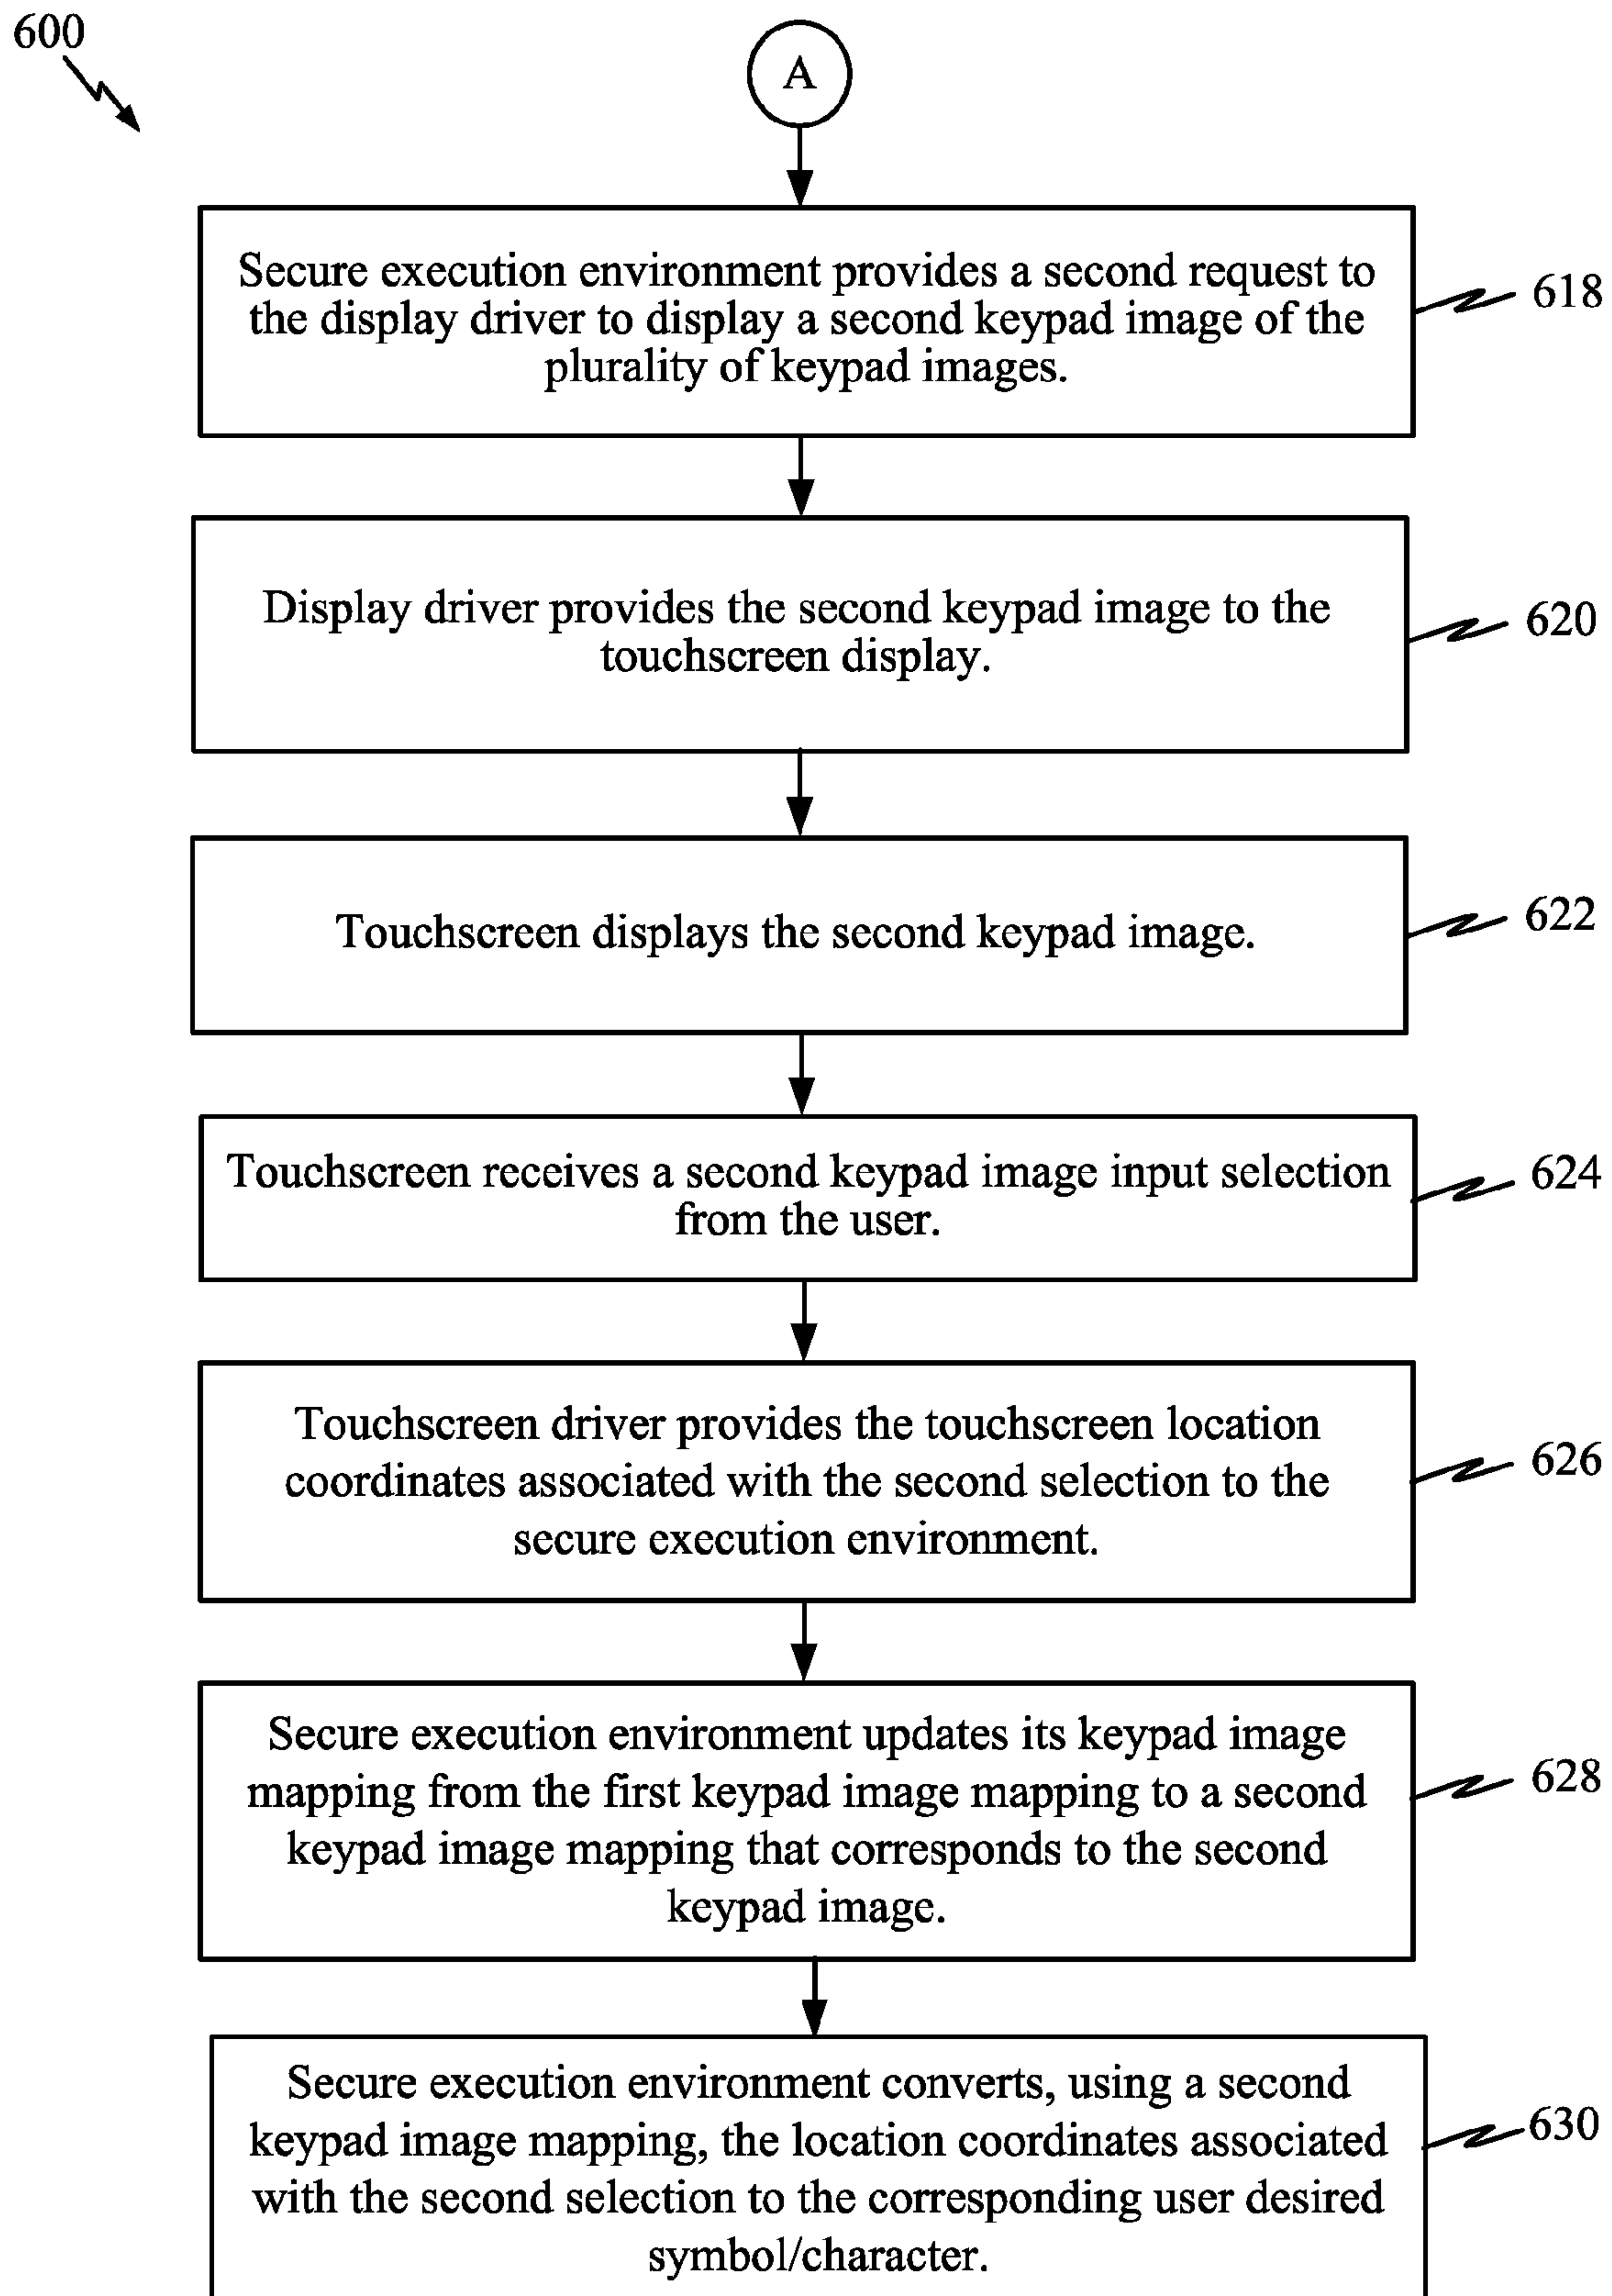 600
A
Secure execution environment provides a second request to
the display driver to display a second keypad image of the
plurality of keypad images.
618
Display driver provides the second keypad image to the
touchscreen display.
620
Touchscreen displays the second keypad image.
622
Touchscreen receives a second keypad image input selection
from the user.
624
Touchscreen driver provides the touchscreen location
coordinates associated with the second selection to the
secure execution environment.
626
Secure execution environment updates its keypad image
mapping from the first keypad image mapping to a second
keypad image mapping that corresponds to the second
keypad image.
628
Secure execution environment converts, using a second
keypad image mapping, the location coordinates associated
with the second selection to the corresponding user desired
symbol/character.
630